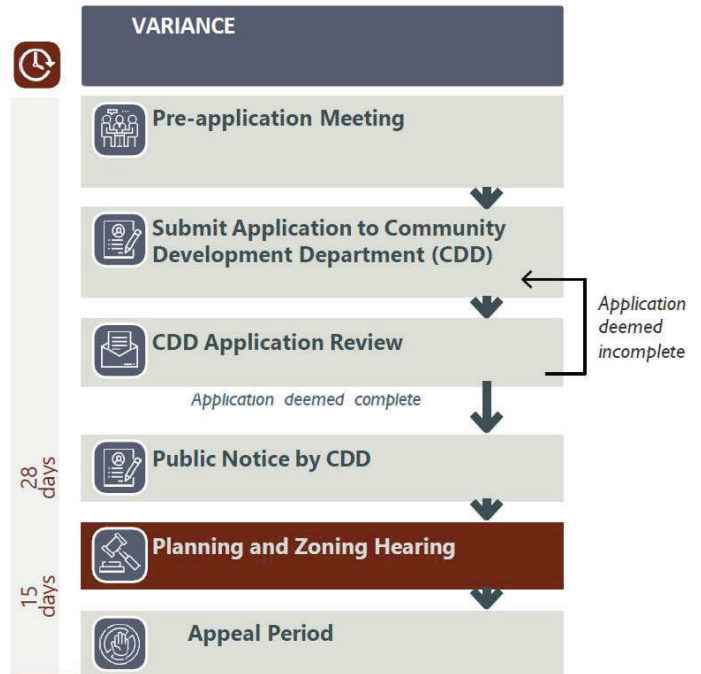 VARIANCE
Pre-application Meeting
Submit Application to Community
Development Department (CDD)
Application
deemed
incomplete
CDD Application Review
Application deemed complete
28
days
Public Notice by CDD
Planning and Zoning Hearing
15
days
Appeal Period